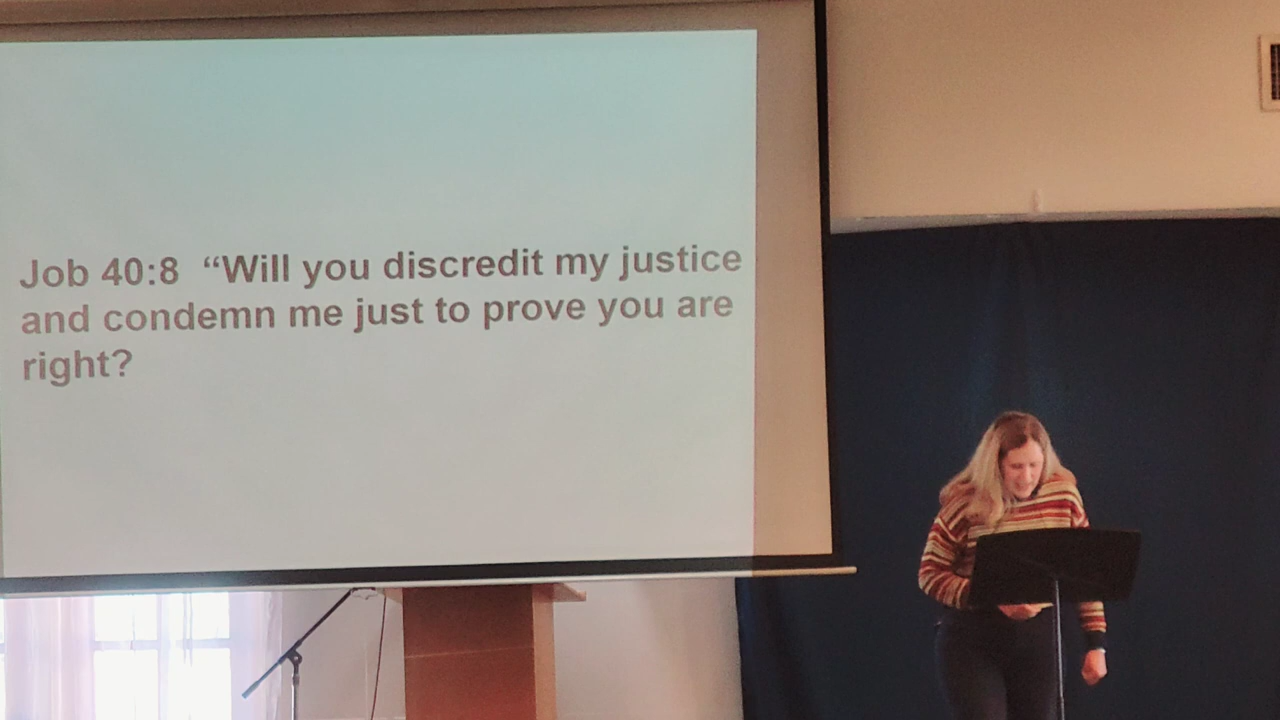 Job 40:8  “Will you discredit my justice
and condemn me just to prove you are
right?